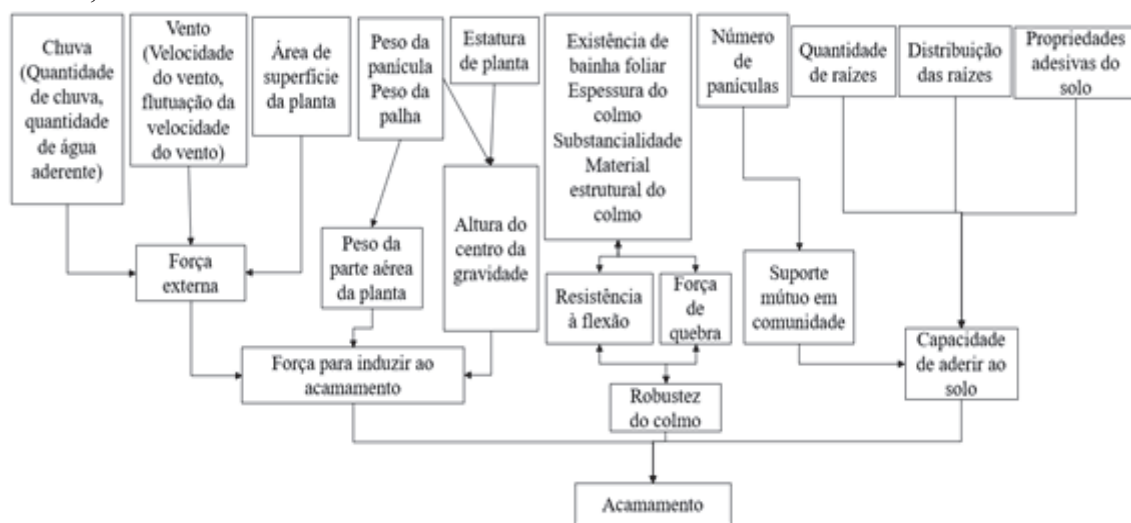 Chuva
(Quantidade
de chuva,
quantidade
de água
aderente)
Vento
(Velocidade
do vento,
flutuação da
velocidade
do vento)
Área de
superfície
da planta
Peso da
panícula
Peso da
palha
Estatura
de planta
Existência de
bainha foliar
Espessura do
colmo
Substancialidade
Material
estrutural do
colmo
Número
de
panículas
Quantidade
de raízes
Distribuição
das raízes
Propriedades
adesivas do
solo
Força
externa
Peso da
parte aérea
da planta
Altura do
centro da
gravidade
Resistência
à flexão
Força
de
quebra
Suporte
mútuo em
comunidade
Capacidade
de aderir ao
solo
Força para induzir ao
acamamento
Robustez
do colmo
Acamamento